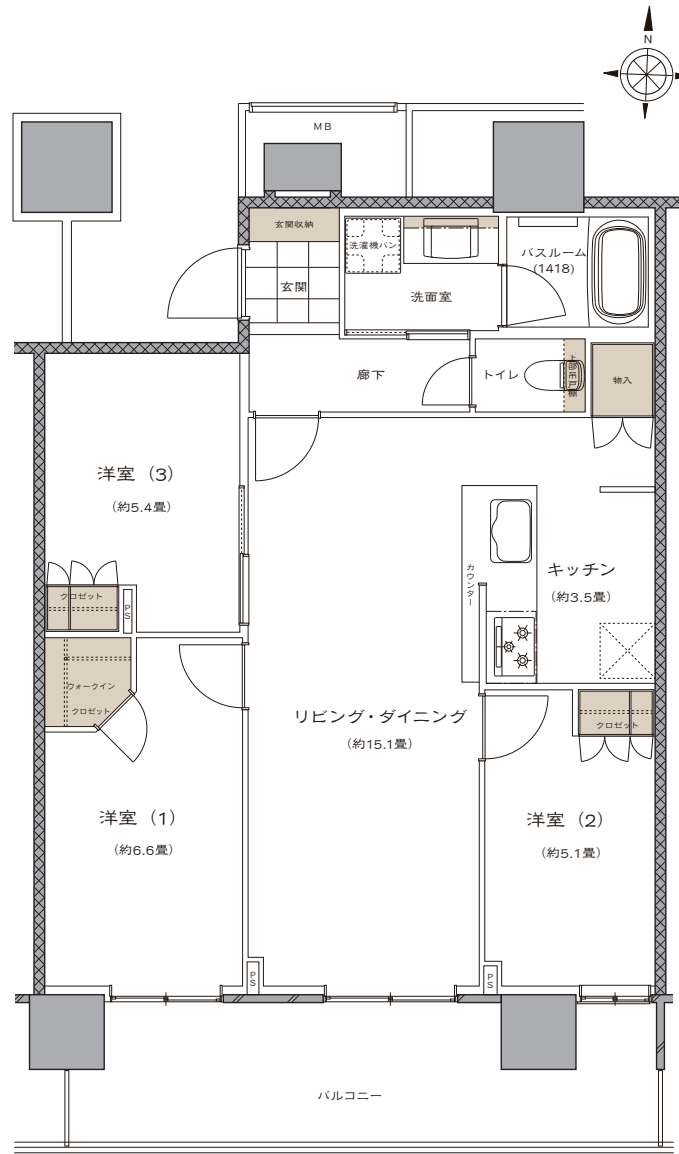 N
MB
玄関収納
洗濯機パン
バスルーム
(1418)
玄関
洗面室
廊下
トイレ
上部吊戸棚
物入
洋室（3）
（約5.4畳）
カウンター
キッチン
（約3.5畳）
クロゼット
PS
ウォークイン
クロゼット
リビング・ダイニング
（約15.1畳）
クロゼット
洋室（1）
（約6.6畳）
洋室（2）
（約5.1畳）
PS
PS
バルコニー